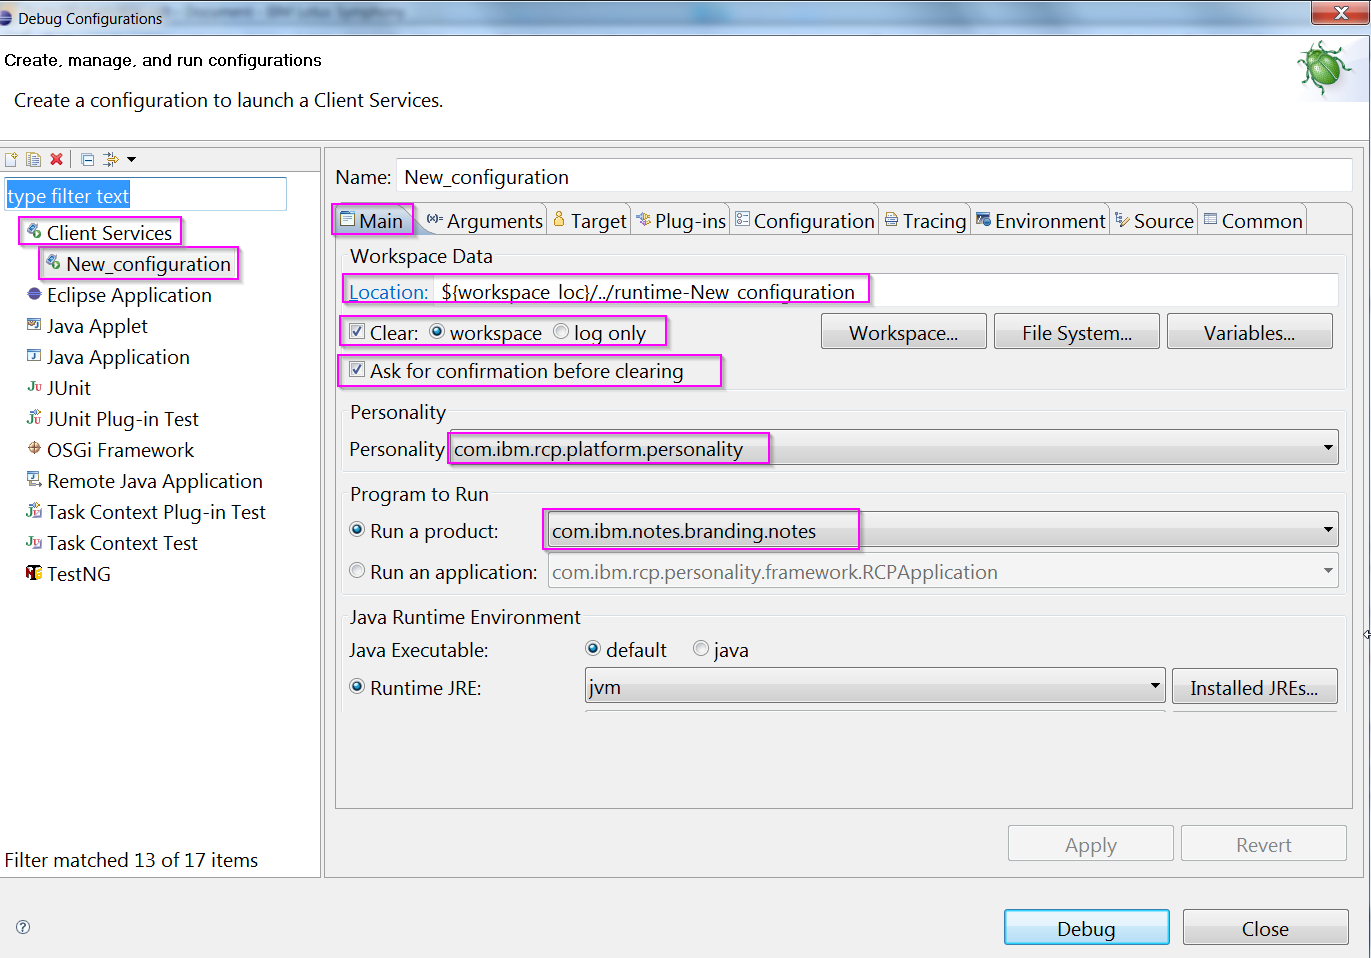 Debug Configurations
Create, manage, and run configurations
Create a configuration to launch a Client Services.
type filter text
Client Services
New_configuration
Eclipse Application
Java Applet
Java Application
JUnit
JUnit Plug-in Test
OSGi Framework
Remote Java Application
Task Context Plug-in Test
Task Context Test
TestNG
Filter matched 13 of 17 items
Name: New_configuration
Main Arguments Target Plug-ins Configuration Tracing Environment Source Common
Workspace Data
Location: ${workspace_loc}/../runtime-New_configuration
Clear: workspace log only Workspace... File System... Variables...
Ask for confirmation before clearing
Personality
Personality com.ibm.rcp.platform.personality
Program to Run
Run a product: com.ibm.notes.branding.notes
Run an application: com.ibm.rcp.personality.framework.RCPApplication
Java Runtime Environment
Java Executable: default java
Runtime JRE: jvm Installed JREs...
Apply Revert
Debug Close